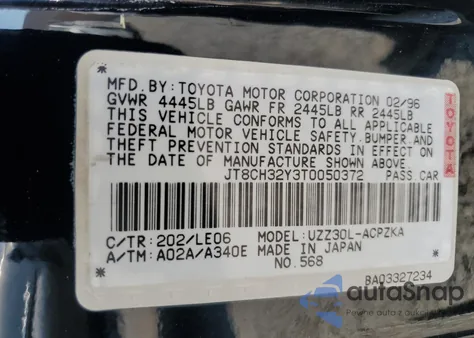 MFD. BY: TOYOTA MOTOR CORPORATION 02/96
GVWR 4445LB GAWR FR 2445LB RR 2445LB
THIS VEHICLE CONFORMS TO ALL APPLICABLE
FEDERAL MOTOR VEHICLE SAFETY, BUMPER AND
THEFT PREVENTION STANDARDS IN EFFECT ON
THE DATE OF MANUFACTURE SHOWN ABOVE.
JT8CH32Y3T0050372 PASS CAR
TOYOTA
C/TR: 202/LE06 MODEL: UZZ30L-ACPZKA
A/TM: A02A/A340E MADE IN JAPAN
NO. 568
BA03327234
autoSnap
Pewne auto z aukcji